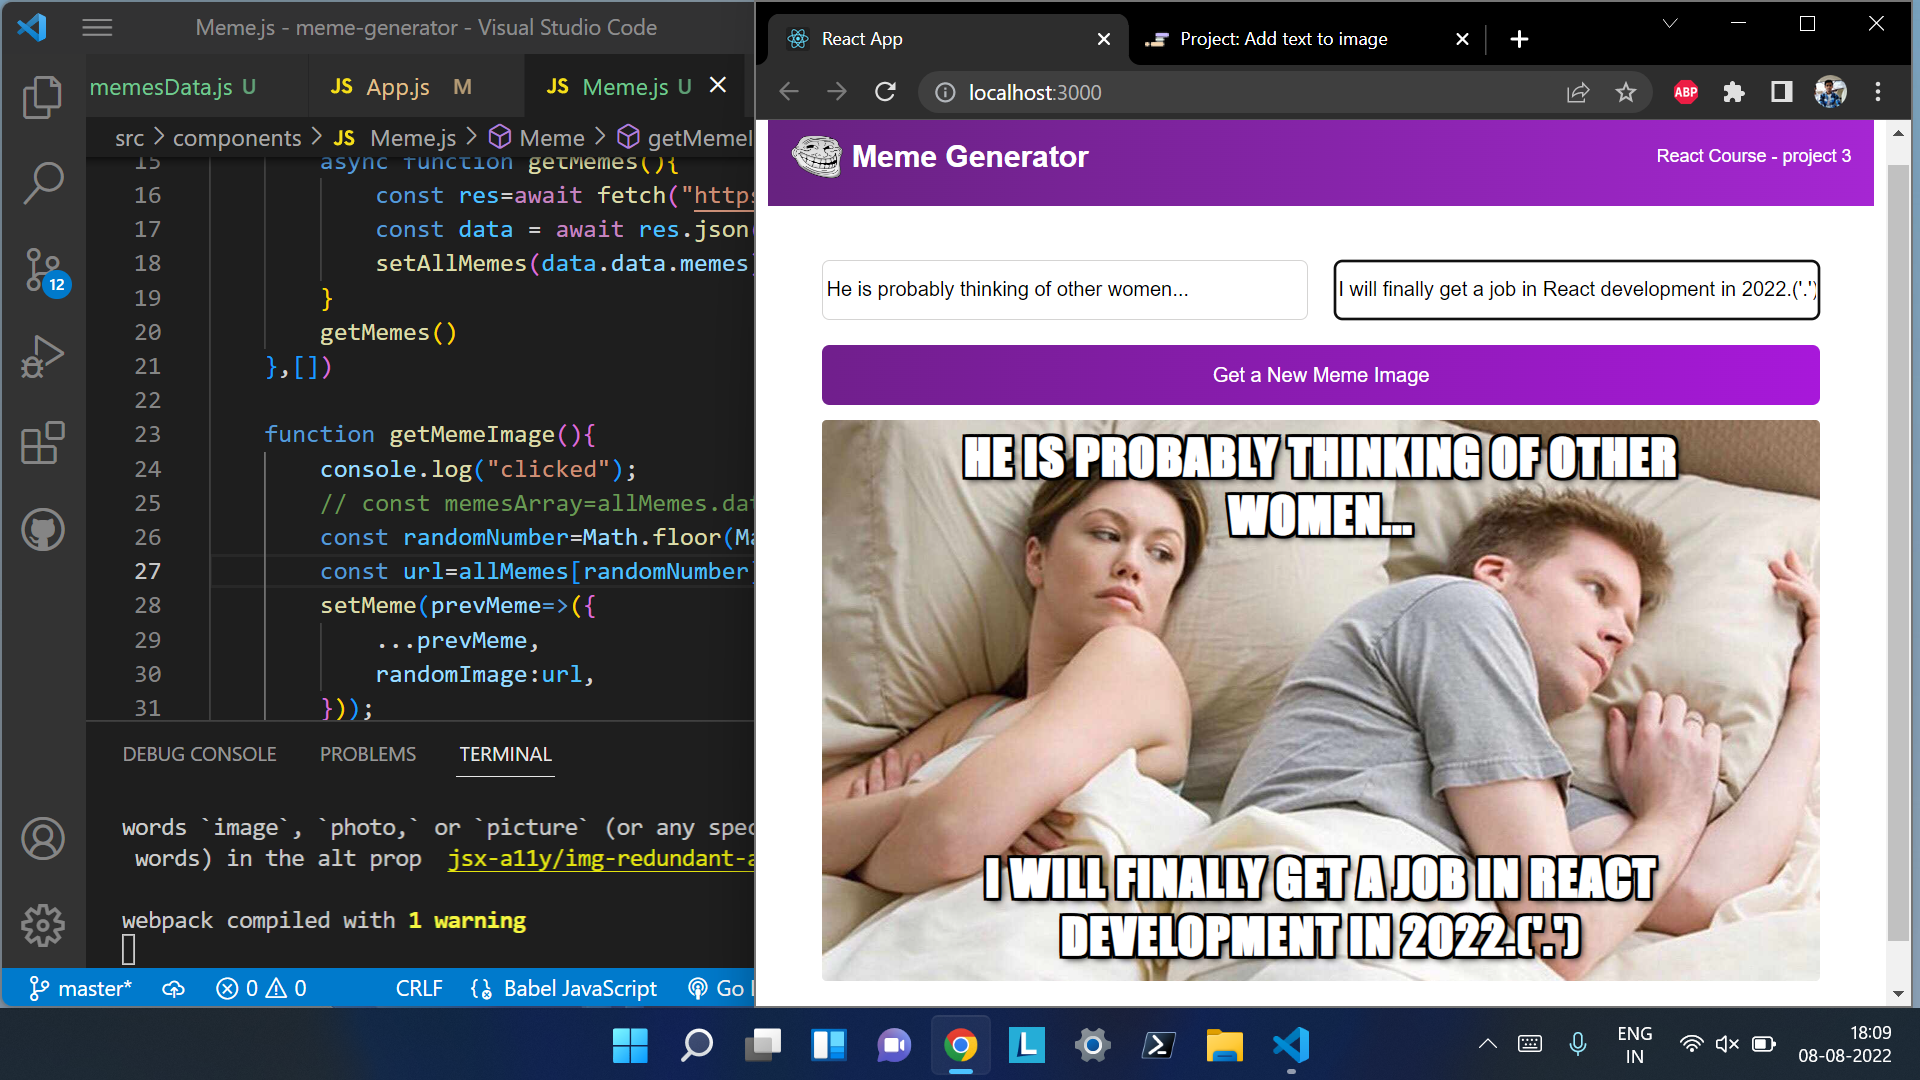 Meme.js - meme-generator - Visual Studio Code
memesData.js U
JS App.js M
JS Meme.js U
src > components > JS Meme.js > Meme >
15 async function getMemes(){
16 const res=await fetch("https
17 const data = await res.json(
18 setAllMemes(data.data.memes
19 }
20 getMemes()
21 },[])
22
23 function getMemeImage(){
24 console.log("clicked");
25 // const memesArray=allMemes.da
26 const randomNumber=Math.floor(Ma
27 const url=allMemes[randomNumber]
28 setMeme(prevMeme=>({
29 ...prevMeme,
30 randomImage:url,
31 }));
DEBUG CONSOLE PROBLEMS TERMINAL
words `image`, `photo,` or `picture` (or any spec
words) in the alt prop jsx-a11y/img-redundant-a
webpack compiled with 1 warning
12
master* 0 0 CRLF Babel JavaScript Go
React App
Project: Add text to image
localhost:3000
ABP
Meme Generator
React Course - project 3
He is probably thinking of other women...
I will finally get a job in React development in 2022.('.')
Get a New Meme Image
HE IS PROBABLY THINKING OF OTHER
WOMEN...
I WILL FINALLY GET A JOB IN REACT
DEVELOPMENT IN 2022.('.')
L
ENG
IN
18:09
08-08-2022